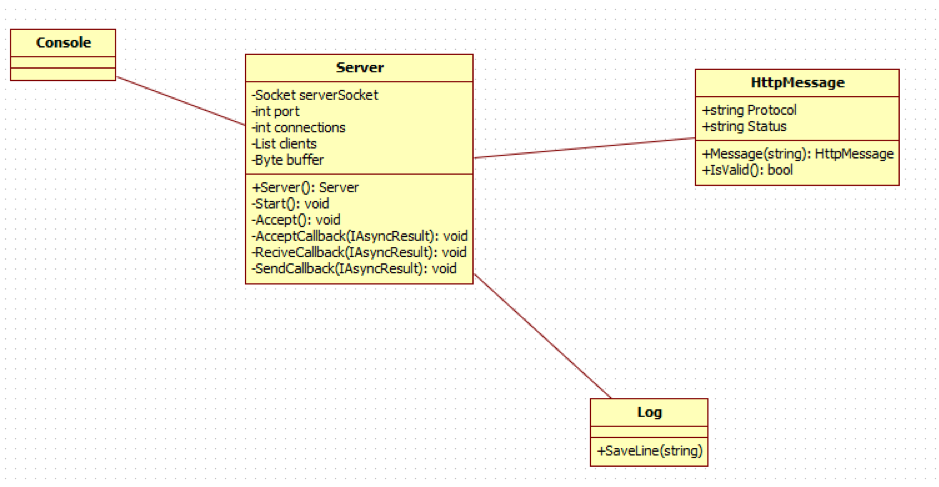 Console
Server
-Socket serverSocket
-int port
-int connections
-List clients
-Byte buffer
+Server(): Server
-Start(): void
-Accept(): void
-AcceptCallback(IAsyncResult): void
-ReciveCallback(IAsyncResult): void
-SendCallback(IAsyncResult): void
HttpMessage
+string Protocol
+string Status
+Message(string): HttpMessage
+IsValid(): bool
Log
+SaveLine(string)